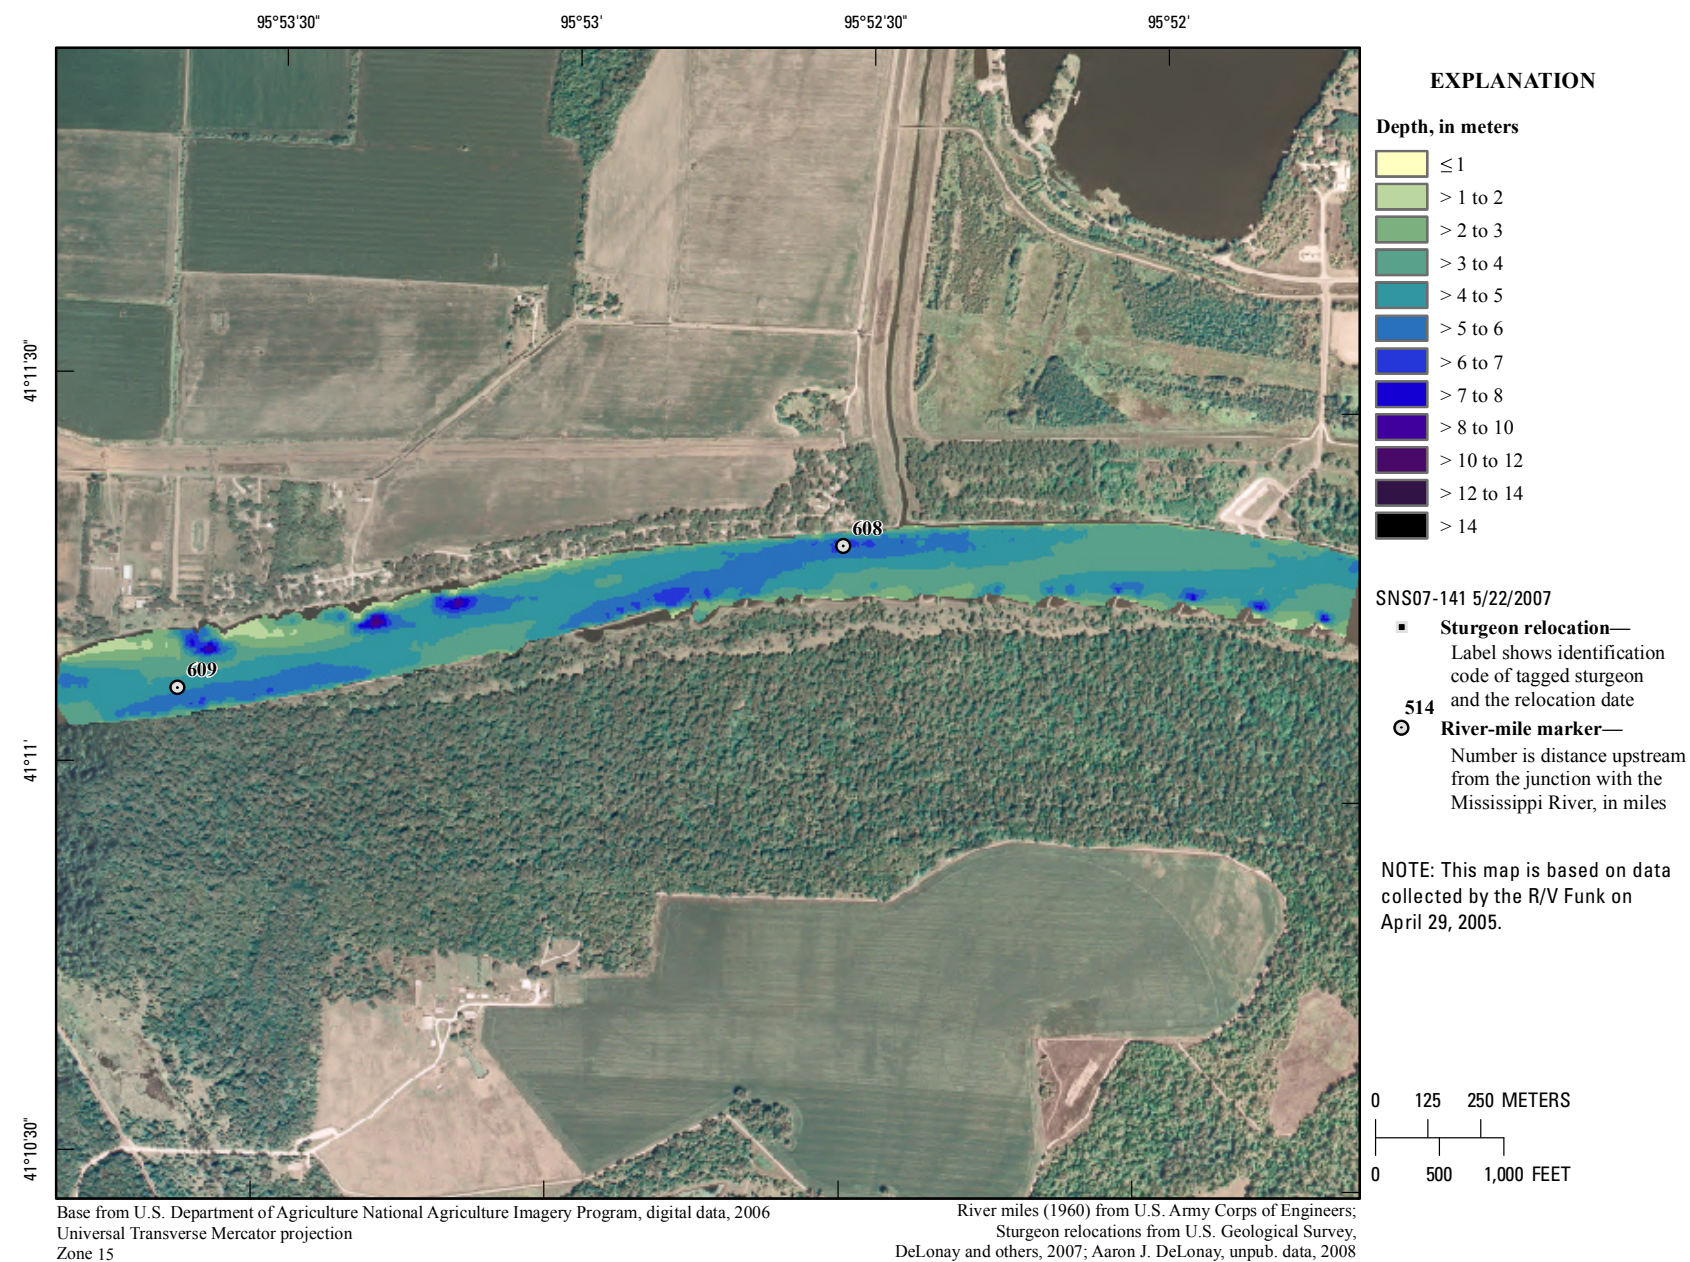 95°53'30"
95°53'
95°52'30"
95°52'
41°11'30"
41°11'
41°10'30"
608
609
EXPLANATION
Depth, in meters
≤ 1
> 1 to 2
> 2 to 3
> 3 to 4
> 4 to 5
> 5 to 6
> 6 to 7
> 7 to 8
> 8 to 10
> 10 to 12
> 12 to 14
> 14
SNS07-141 5/22/2007
Sturgeon relocation—
Label shows identification
code of tagged sturgeon
and the relocation date
514
River-mile marker—
Number is distance upstream
from the junction with the
Mississippi River, in miles
NOTE: This map is based on data
collected by the R/V Funk on
April 29, 2005.
0 125 250 METERS
0 500 1,000 FEET
Base from U.S. Department of Agriculture National Agriculture Imagery Program, digital data, 2006
Universal Transverse Mercator projection
Zone 15
River miles (1960) from U.S. Army Corps of Engineers;
Sturgeon relocations from U.S. Geological Survey,
DeLonay and others, 2007; Aaron J. DeLonay, unpub. data, 2008